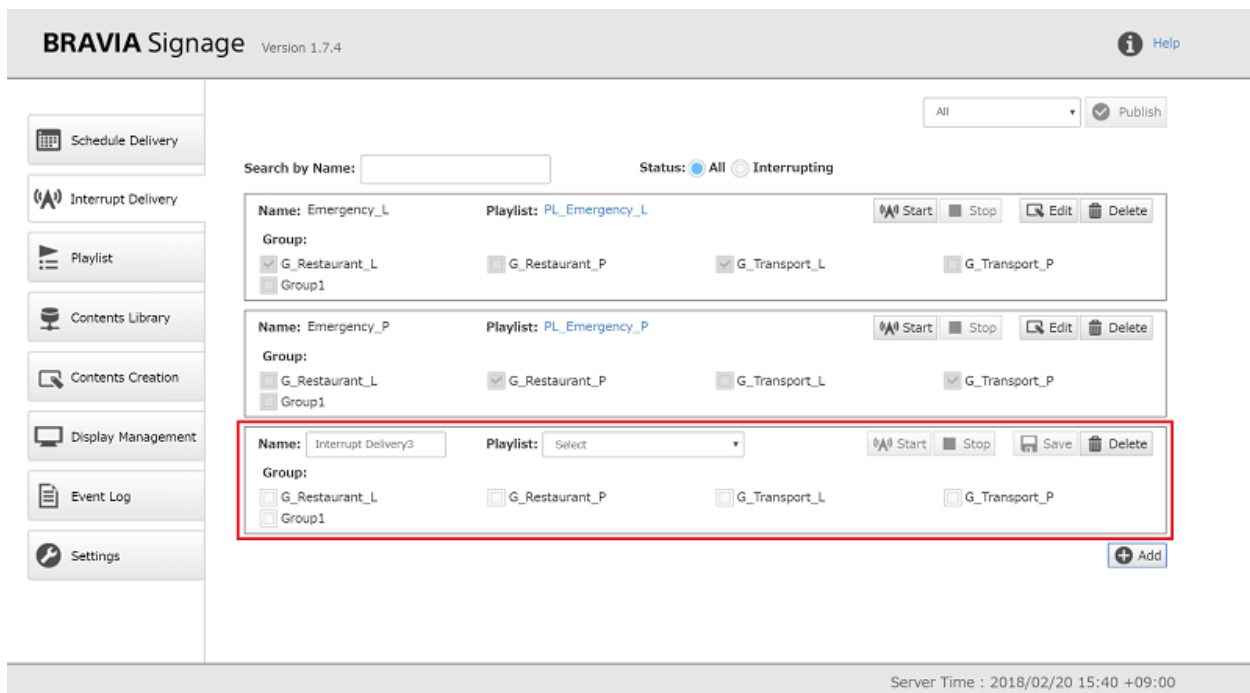 BRAVIA Signage Version 1.7.4 Help
All Publish
Schedule Delivery
Search by Name: Status: All Interrupting
Interrupt Delivery
Name: Emergency_L Playlist: PL_Emergency_L Start Stop Edit Delete
Group:
Playlist
G_Restaurant_L G_Restaurant_P G_Transport_L G_Transport_P
Group1
Contents Library
Name: Emergency_P Playlist: PL_Emergency_P Start Stop Edit Delete
Group:
Contents Creation
G_Restaurant_L G_Restaurant_P G_Transport_L G_Transport_P
Group1
Display Management
Name: Interrupt Delivery3 Playlist: Select Start Stop Save Delete
Group:
Event Log
G_Restaurant_L G_Restaurant_P G_Transport_L G_Transport_P
Group1
Settings
Add
Server Time : 2018/02/20 15:40 +09:00